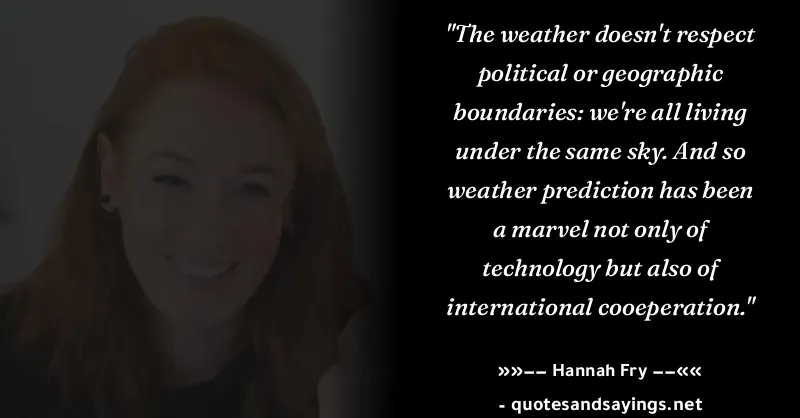 "The weather doesn't respect
political or geographic
boundaries: we're all living
under the same sky. And so
weather prediction has been
a marvel not only of
technology but also of
international cooeperation."
»»−− Hannah Fry −−««
- quotesandsayings.net